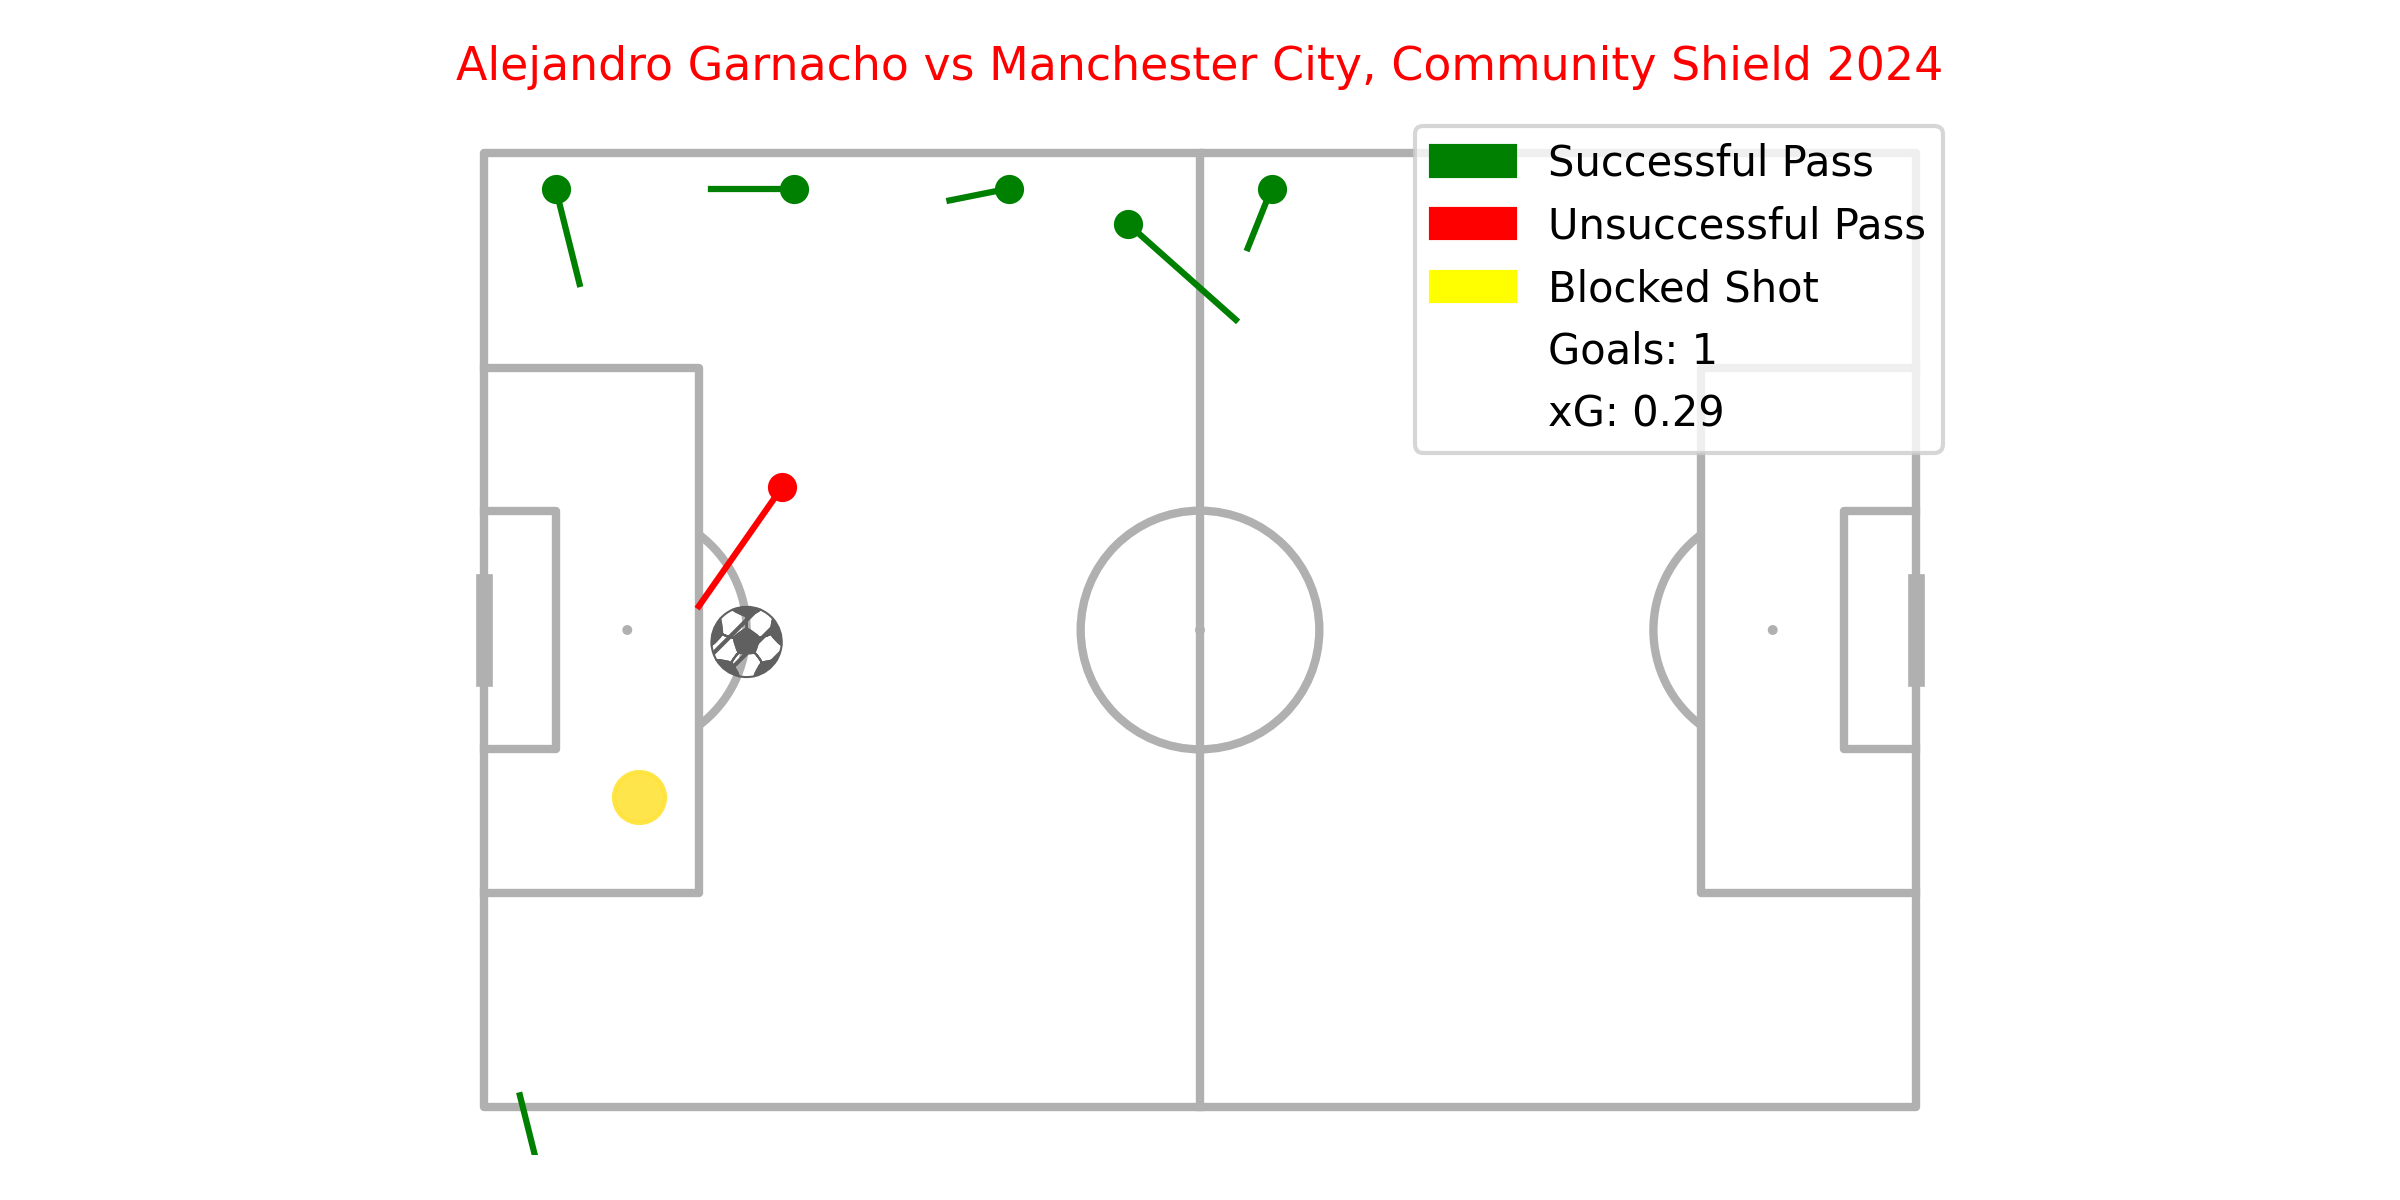 Alejandro Garnacho vs Manchester City, Community Shield 2024
Successful Pass
Unsuccessful Pass
Blocked Shot
Goals: 1
xG: 0.29